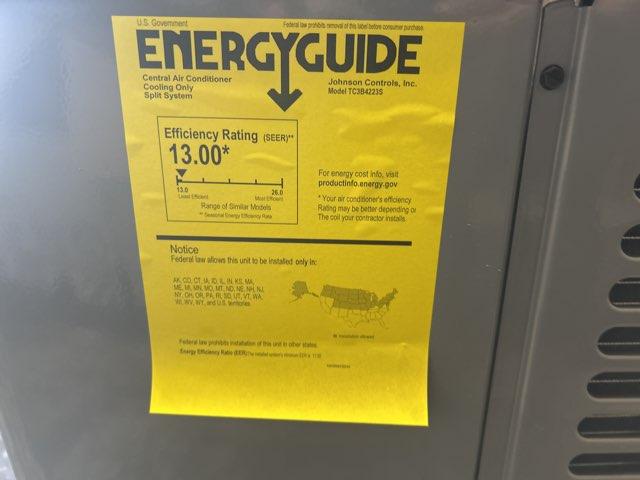 U.S. Government
Federal law prohibits removal of this label before consumer purchase.
ENERGYGUIDE
Central Air Conditioner
Cooling Only
Split System
Johnson Controls, Inc.
Model TC3B4223S
Efficiency Rating (SEER)**
13.00*
13.0
Least Efficient
26.0
Most Efficient
Range of Similar Models
** Seasonal Energy Efficiency Ratio
For energy cost info, visit
productinfo.energy.gov
* Your air conditioner's efficiency
Rating may be better depending or
The coil your contractor installs.
Notice
Federal law allows this unit to be installed only in:
AK, CO, CT, IA, ID, IL, IN, KS, MA,
ME, MI, MN, MO, MT, ND, NE, NH, NJ,
NY, OH, OR, PA, RI, SD, UT, VT, WA,
WI, WV, WY, and U.S. territories.
Installation allowed
Federal law prohibits installation of this unit in other states.
Energy Efficiency Ratio (EER)